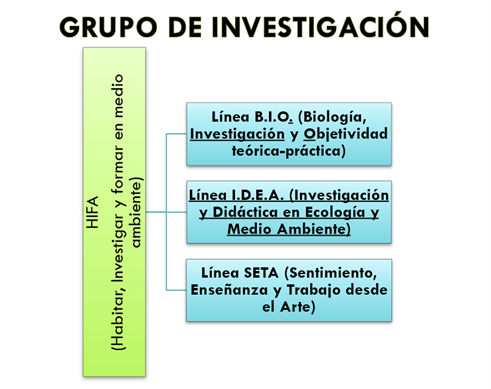 GRUPO DE INVESTIGACIÓN
HIFA
(Habitar, Investigar y formar en medio
ambiente)
Línea B.I.O. (Biología,
Investigación y Objetividad
teórica-práctica)
Línea I.D.E.A. (Investigación
y Didáctica en Ecología y
Medio Ambiente)
Línea SETA (Sentimiento,
Enseñanza y Trabajo desde
el Arte)